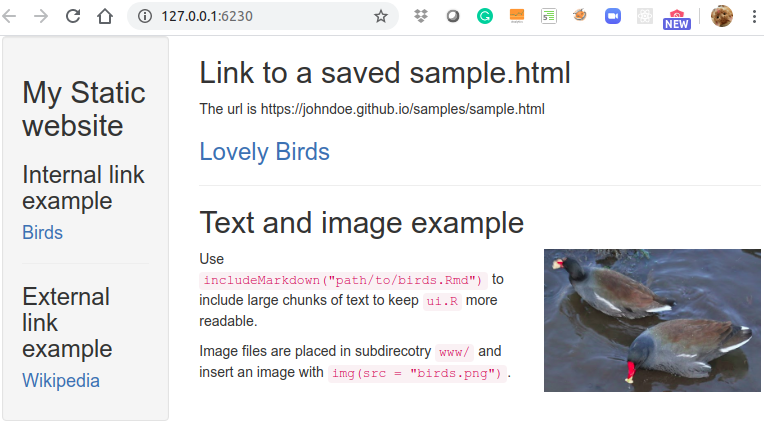 127.0.0.1:6230
NEW
My Static
website
Internal link
example
Birds
External
link
example
Wikipedia
Link to a saved sample.html
The url is https://johndoe.github.io/samples/sample.html
Lovely Birds
Text and image example
Use
includeMarkdown("path/to/birds.Rmd") to
include large chunks of text to keep ui.R more
readable.
Image files are placed in subdirecotry www/ and
insert an image with img(src = "birds.png").